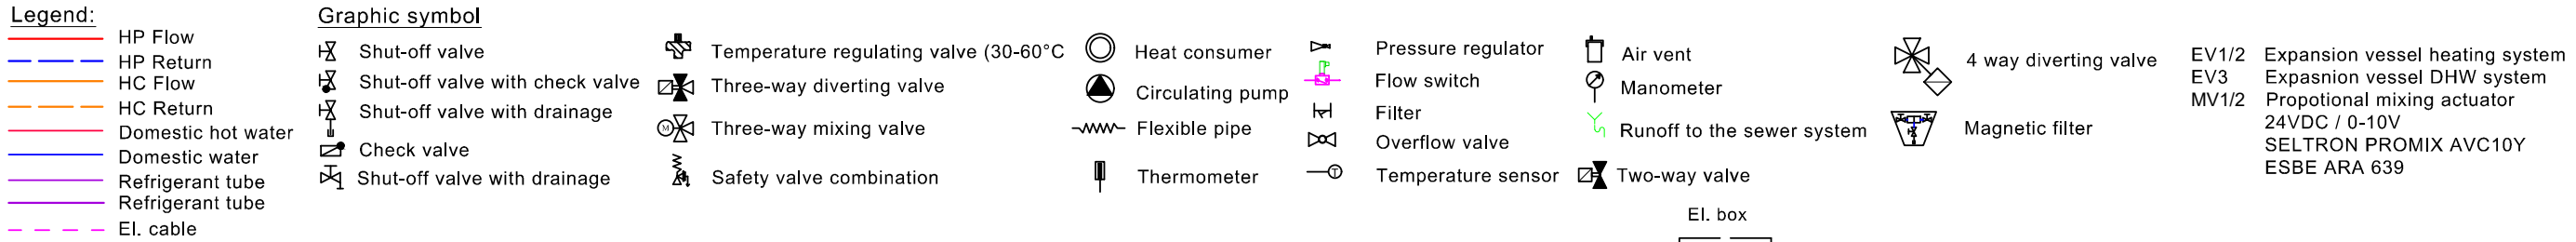 Legend:
HP Flow
HP Return
HC Flow
HC Return
Domestic hot water
Domestic water
Refrigerant tube
Refrigerant tube
El. cable
Graphic symbol
Shut-off valve
Shut-off valve with check valve
Shut-off valve with drainage
Check valve
Shut-off valve with drainage
Temperature regulating valve (30-60°C
Three-way diverting valve
M Three-way mixing valve
Safety valve combination
Heat consumer
Circulating pump
Flexible pipe
Thermometer
Pressure regulator
Flow switch
Filter
Overflow valve
T Temperature sensor
Air vent
Manometer
Runoff to the sewer system
Two-way valve
El. box
4 way diverting valve
Magnetic filter
EV1/2 Expansion vessel heating system
EV3 Expasnion vessel DHW system
MV1/2 Propotional mixing actuator
24VDC / 0-10V
SELTRON PROMIX AVC10Y
ESBE ARA 639